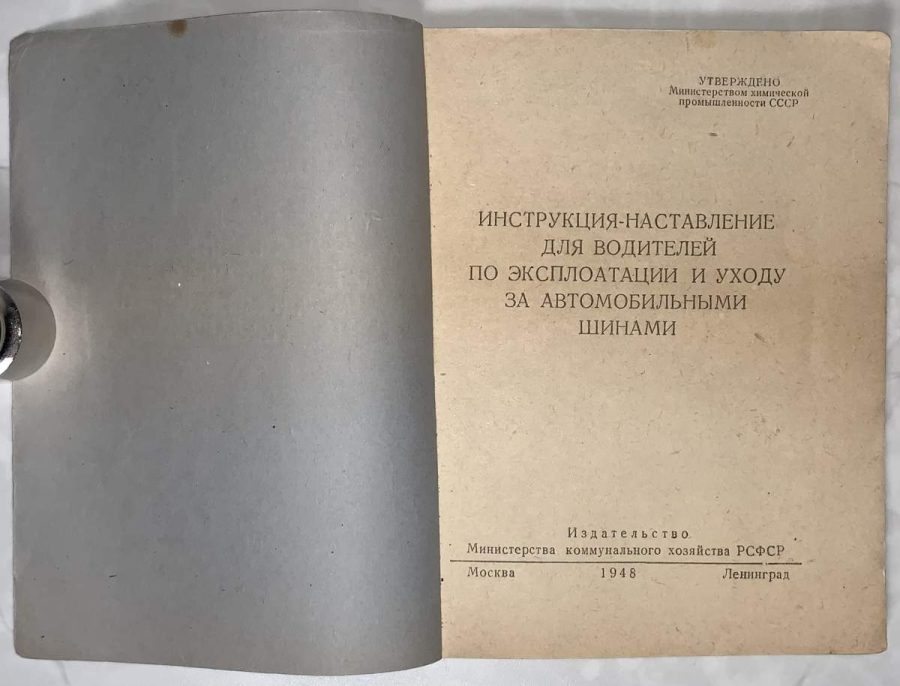 УТВЕРЖДЕНО
Министерством химической
промышленности СССР
ИНСТРУКЦИЯ-НАСТАВЛЕНИЕ
ДЛЯ ВОДИТЕЛЕЙ
ПО ЭКСПЛОАТАЦИИ И УХОДУ
ЗА АВТОМОБИЛЬНЫМИ
ШИНАМИ
Издательство
Министерства коммунального хозяйства РСФСР
Москва 1948 Ленинград